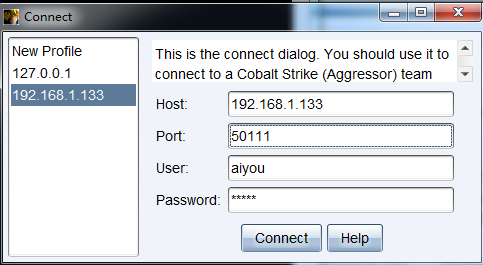 Connect
New Profile
127.0.0.1
192.168.1.133
This is the connect dialog. You should use it to
connect to a Cobalt Strike (Aggressor) team
Host: 192.168.1.133
Port: 50111
User: aiyou
Password: *****
Connect Help